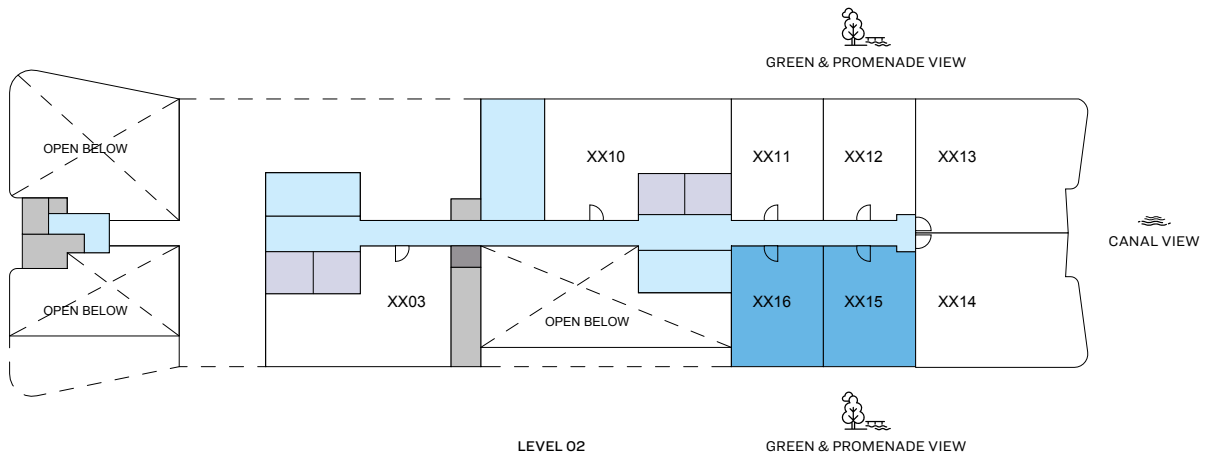 GREEN & PROMENADE VIEW
OPEN BELOW
XX10
XX11
XX12
XX13
CANAL VIEW
XX03
XX16
XX15
XX14
OPEN BELOW
OPEN BELOW
LEVEL 02
GREEN & PROMENADE VIEW